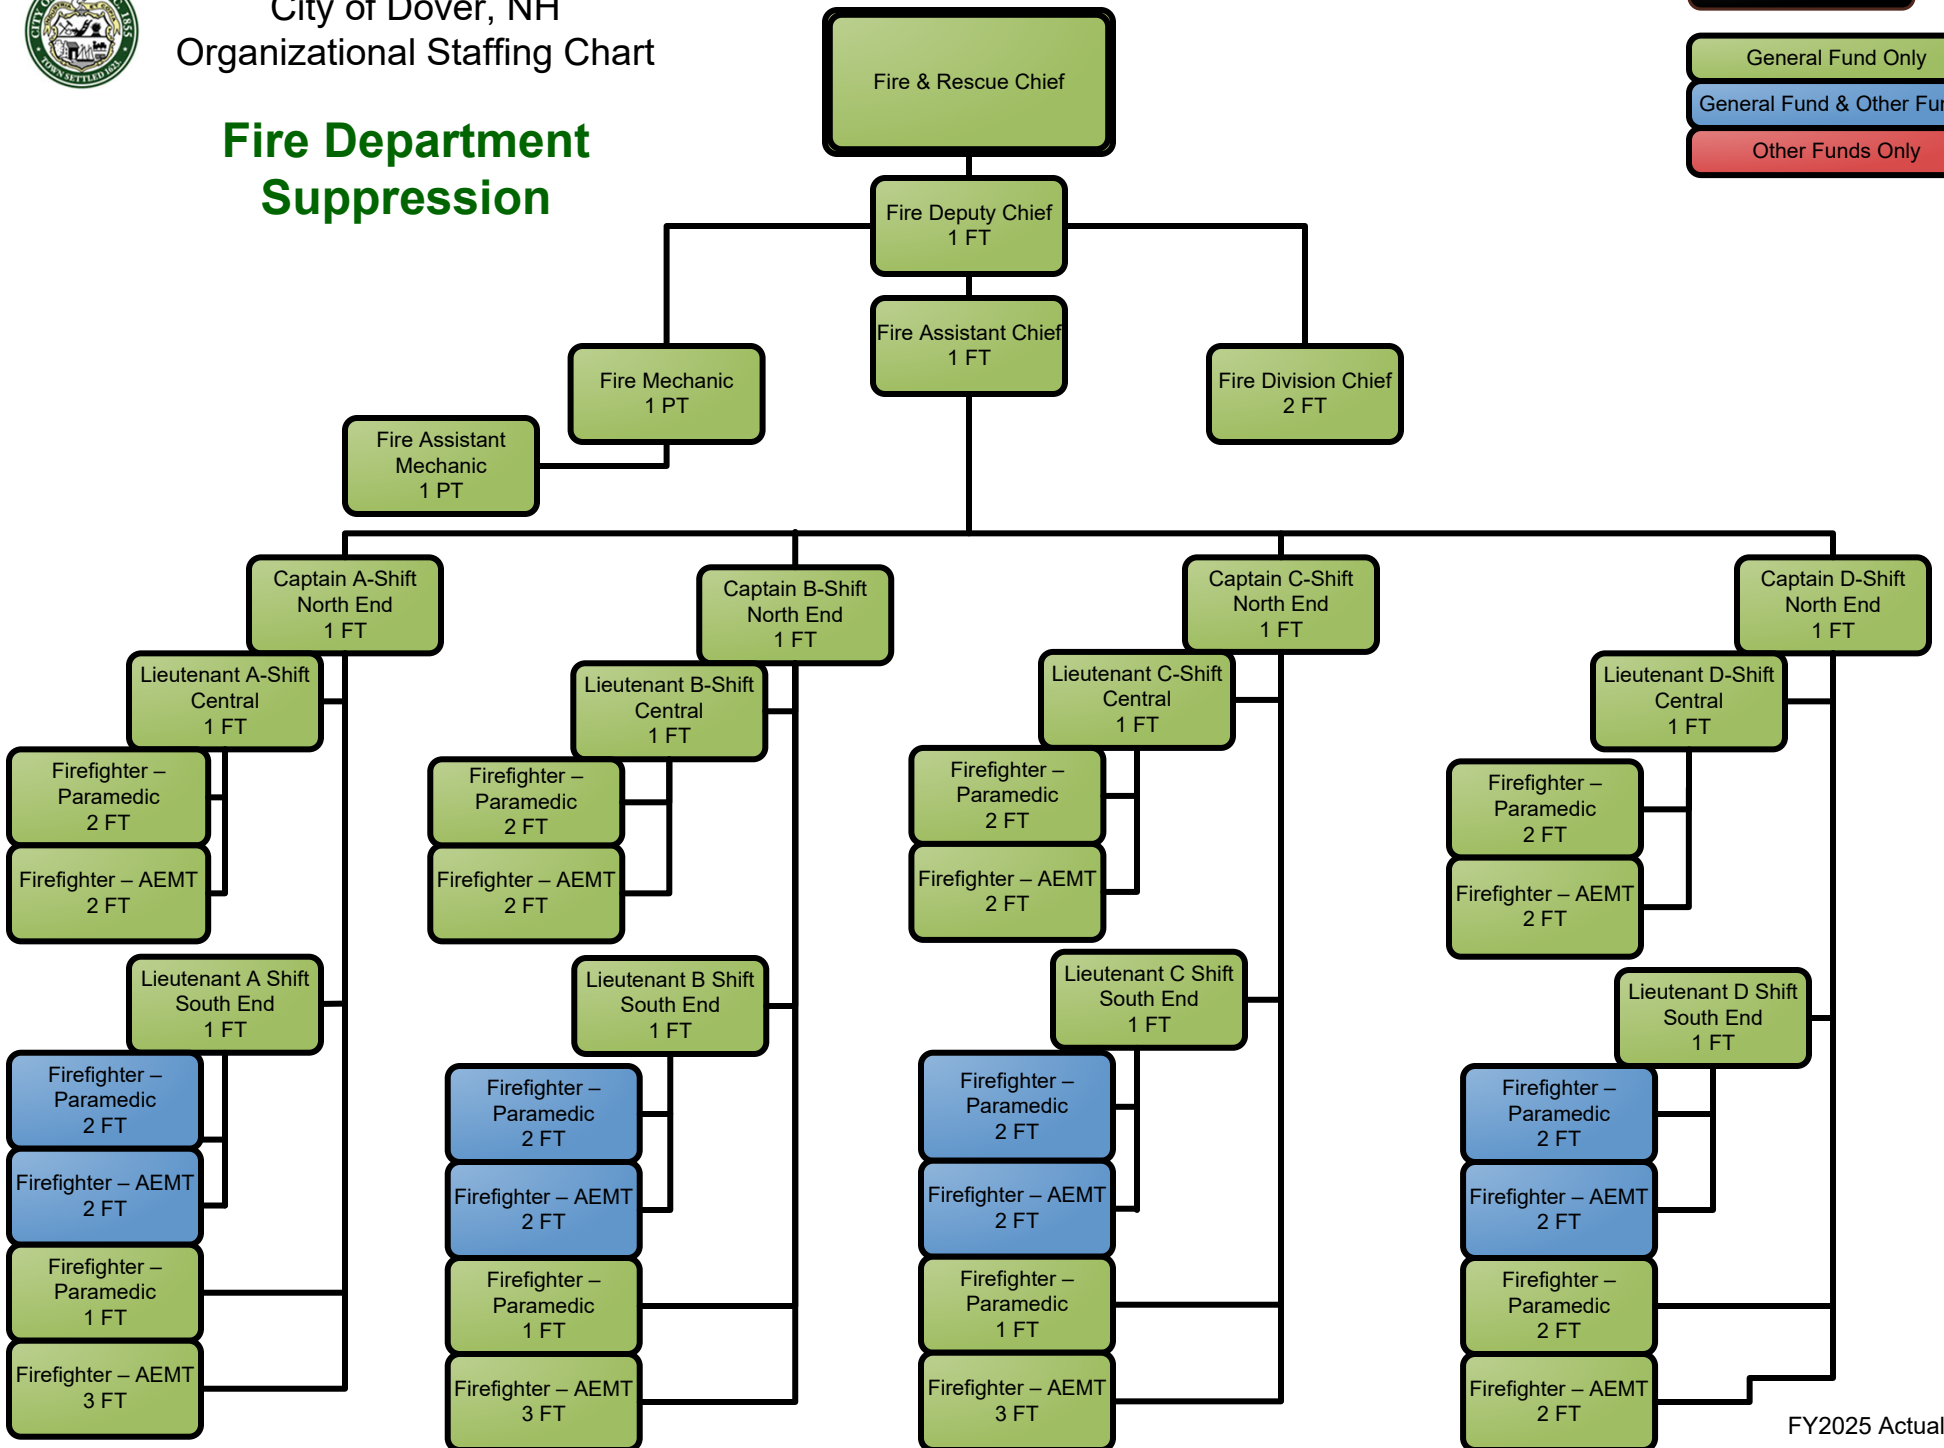 City of Dover, NH
Organizational Staffing Chart
Fire Department
Suppression
TOWN SETTLED 1623
General Fund Only
General Fund & Other
Other Funds Only
Fire & Rescue Chief
Fire Deputy Chief
1 FT
Fire Assistant Chief
1 FT
Fire Mechanic
1 PT
Fire Assistant
Mechanic
1 PT
Fire Division Chief
2 FT
Captain A-Shift
North End
1 FT
Lieutenant A-Shift
Central
1 FT
Firefighter –
Paramedic
2 FT
Firefighter – AEMT
2 FT
Lieutenant A Shift
South End
1 FT
Firefighter –
Paramedic
2 FT
Firefighter – AEMT
2 FT
Firefighter –
Paramedic
1 FT
Firefighter – AEMT
3 FT
Captain B-Shift
North End
1 FT
Lieutenant B-Shift
Central
1 FT
Firefighter –
Paramedic
2 FT
Firefighter – AEMT
2 FT
Lieutenant B Shift
South End
1 FT
Firefighter –
Paramedic
2 FT
Firefighter – AEMT
2 FT
Firefighter –
Paramedic
1 FT
Firefighter – AEMT
3 FT
Captain C-Shift
North End
1 FT
Lieutenant C-Shift
Central
1 FT
Firefighter –
Paramedic
2 FT
Firefighter – AEMT
2 FT
Lieutenant C Shift
South End
1 FT
Firefighter –
Paramedic
2 FT
Firefighter – AEMT
2 FT
Firefighter –
Paramedic
1 FT
Firefighter – AEMT
3 FT
Captain D-Shift
North End
1 FT
Lieutenant D-Shift
Central
1 FT
Firefighter –
Paramedic
2 FT
Firefighter – AEMT
2 FT
Lieutenant D Shift
South End
1 FT
Firefighter –
Paramedic
2 FT
Firefighter – AEMT
2 FT
Firefighter –
Paramedic
2 FT
Firefighter – AEMT
2 FT
FY2025 Actual